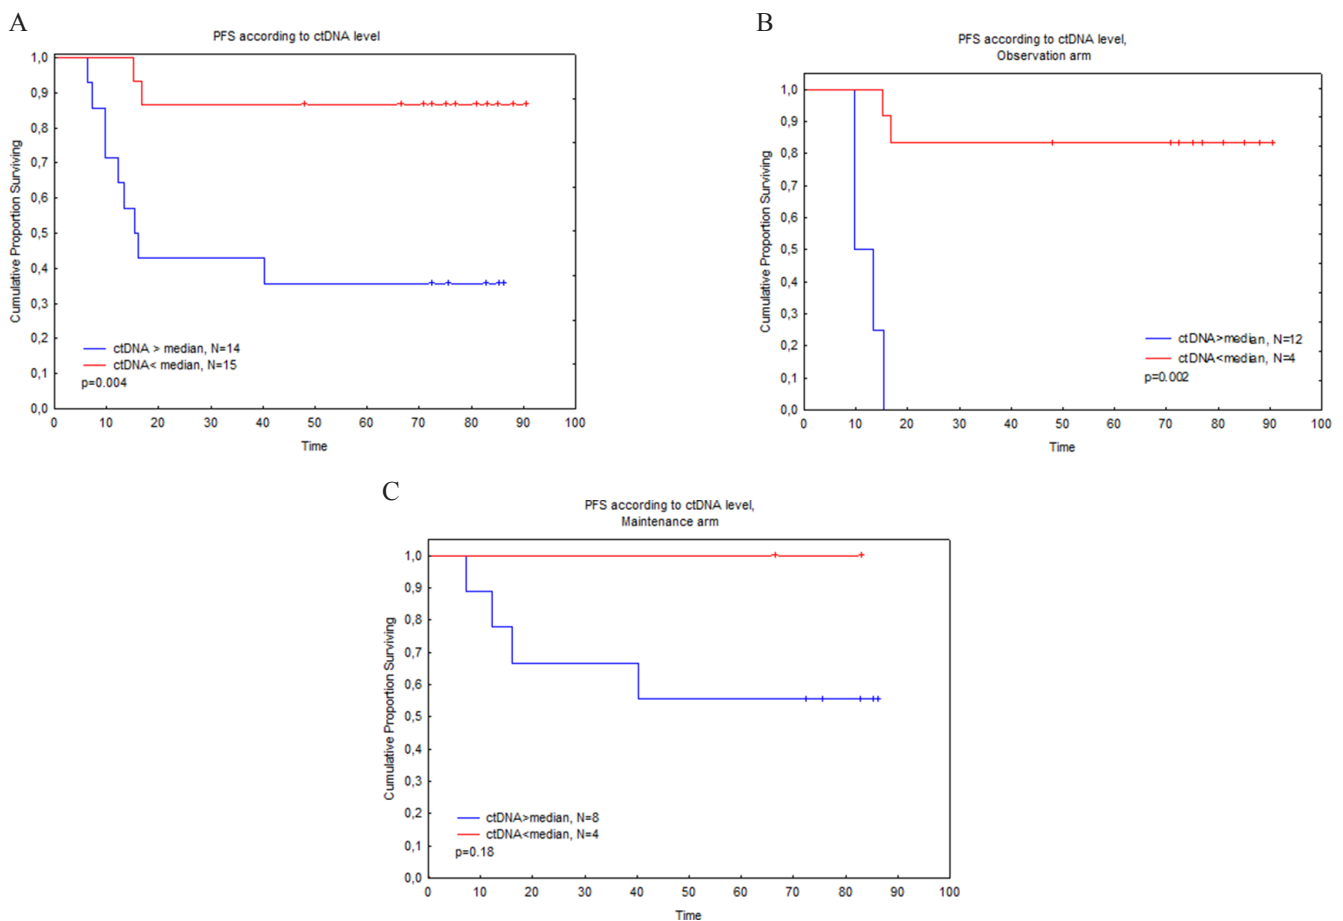 A
PFS according to ctDNA level
1,0
0,9
0,8
0,7
0,6
0,5
0,4
0,3
0,2
0,1
0,0
Cumulative Proportion Surviving
ctDNA > median, N=14
ctDNA< median, N=15
p=0.004
0 10 20 30 40 50 60 70 80 90 100
Time
B
PFS according to ctDNA level,
Observation arm
1,0
0,9
0,8
0,7
0,6
0,5
0,4
0,3
0,2
0,1
0,0
Cumulative Proportion Surviving
ctDNA>median, N=12
ctDNA<median, N=4
p=0.002
0 10 20 30 40 50 60 70 80 90 100
Time
C
PFS according to ctDNA level,
Maintenance arm
1,0
0,9
0,8
0,7
0,6
0,5
0,4
0,3
0,2
0,1
0,0
Cumulative Proportion Surviving
ctDNA>median, N=8
ctDNA<median, N=4
p=0.18
0 10 20 30 40 50 60 70 80 90 100
Time